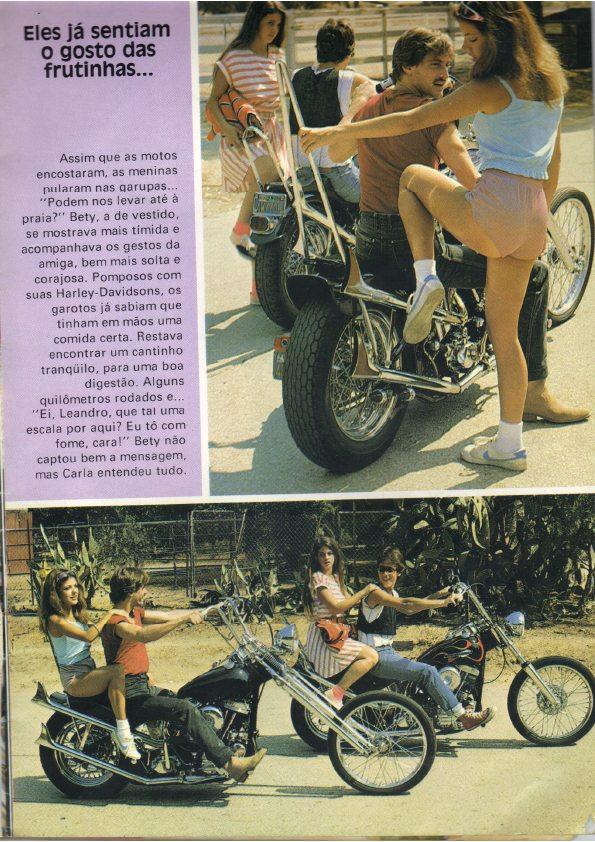 Eles já sentiam
o gosto das
frutinhas...
Assim que as motos
encostaram, as meninas
pularam nas garupas...
"Podem nos levar até à
praia?" Bety, a de vestido,
se mostrava mais tímida e
acompanhava os gestos da
amiga, bem mais solta e
corajosa. Pomposos com
suas Harley-Davidsons, os
garotos já sabiam que
tinham em mãos uma
comida certa. Restava
encontrar um cantinho
tranqüilo, para uma boa
digestão. Alguns
quilômetros rodados e...
"Ei, Leandro, que tal uma
escala por aqui? Eu tô com
fome, cara!" Bety não
captou bem a mensagem,
mas Carla entendeu tudo.